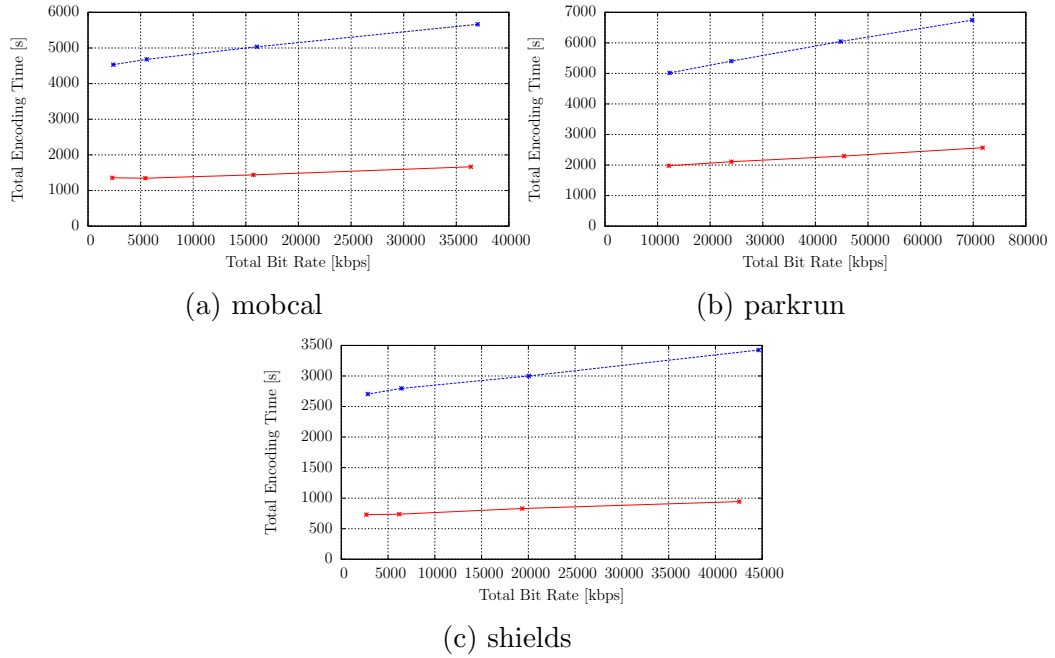 6000
5000
4000
3000
2000
1000
0
Total Encoding Time [s]
0 5000 10000 15000 20000 25000 30000 35000 40000
Total Bit Rate [kbps]
(a) mobcal
7000
6000
5000
4000
3000
2000
1000
0
Total Encoding Time [s]
0 10000 20000 30000 40000 50000 60000 70000 80000
Total Bit Rate [kbps]
(b) parkrun
3500
3000
2500
2000
1500
1000
500
0
Total Encoding Time [s]
0 5000 10000 15000 20000 25000 30000 35000 40000 45000
Total Bit Rate [kbps]
(c) shields